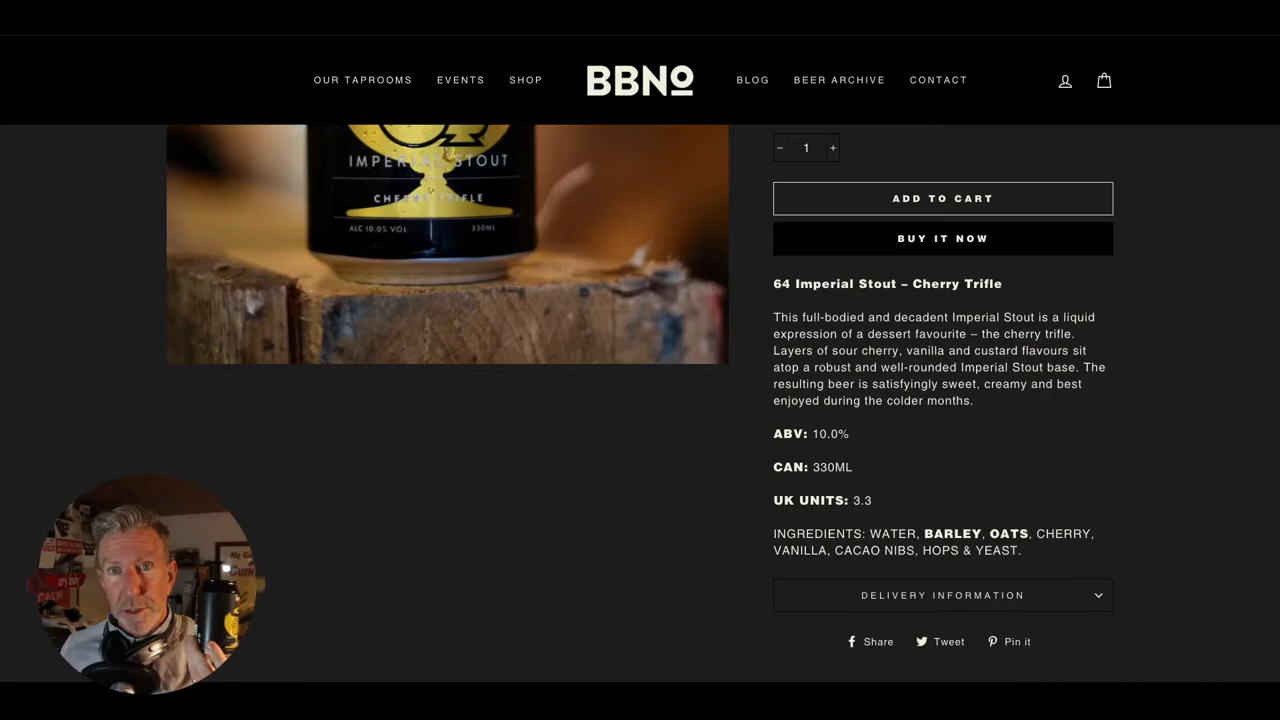 OUR TAPROOMS EVENTS SHOP BBNo BLOG BEER ARCHIVE CONTACT
IMPERIAL STOUT
CHERRY TRIFLE
ALC 10.0% VOL 330ML
− 1 +
ADD TO CART
BUY IT NOW
64 Imperial Stout – Cherry Trifle
This full-bodied and decadent Imperial Stout is a liquid
expression of a dessert favourite – the cherry trifle.
Layers of sour cherry, vanilla and custard flavours sit
atop a robust and well-rounded Imperial Stout base. The
resulting beer is satisfyingly sweet, creamy and best
enjoyed during the colder months.
ABV: 10.0%
CAN: 330ML
UK UNITS: 3.3
INGREDIENTS: WATER, BARLEY, OATS, CHERRY,
VANILLA, CACAO NIBS, HOPS & YEAST.
DELIVERY INFORMATION
Share Tweet Pin it
cry baby
CALM